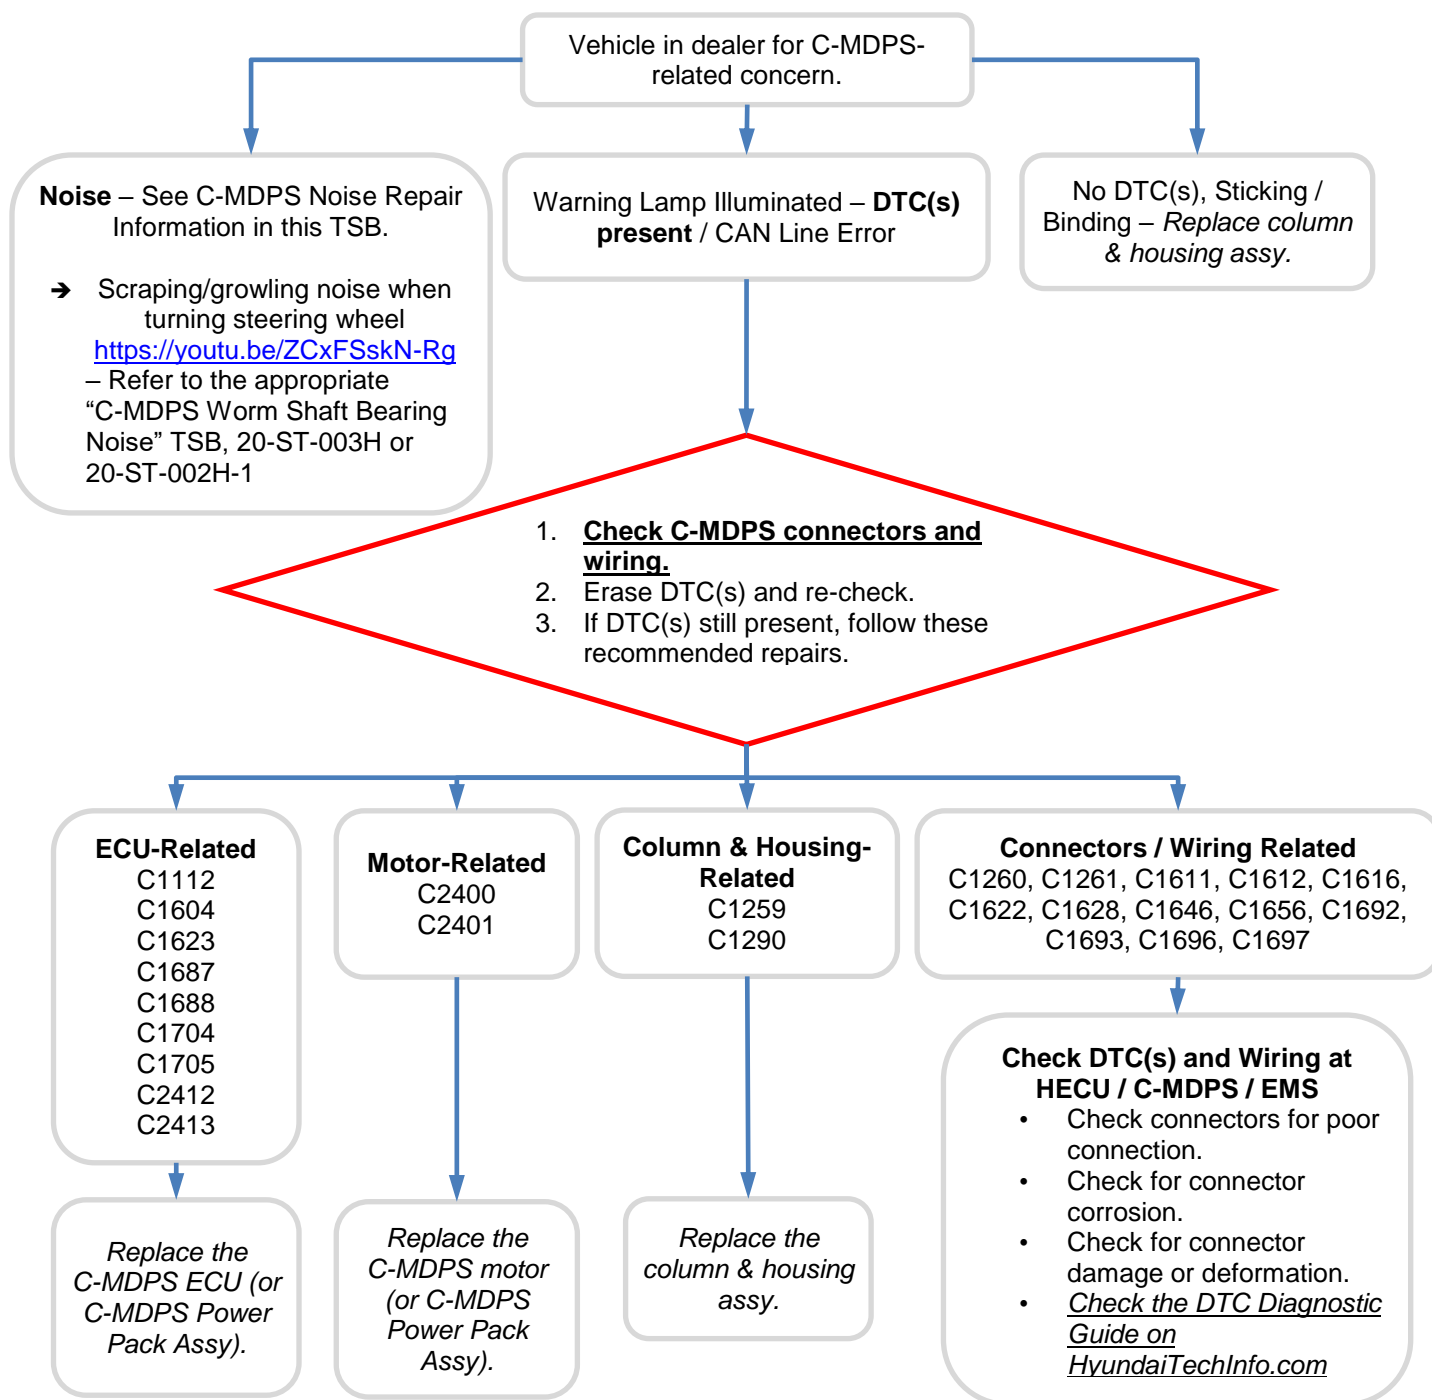 Vehicle in dealer for C-MDPS-
related concern.
Noise – See C-MDPS Noise Repair
Information in this TSB.
➔ Scraping/growling noise when
turning steering wheel
https://youtu.be/ZCxFSskN-Rg
– Refer to the appropriate
“C-MDPS Worm Shaft Bearing
Noise” TSB, 20-ST-003H or
20-ST-002H-1
Warning Lamp Illuminated – DTC(s)
present / CAN Line Error
No DTC(s), Sticking /
Binding – Replace column
& housing assy.
1. Check C-MDPS connectors and
wiring.
2. Erase DTC(s) and re-check.
3. If DTC(s) still present, follow these
recommended repairs.
ECU-Related
C1112
C1604
C1623
C1687
C1688
C1704
C1705
C2412
C2413
Motor-Related
C2400
C2401
Column & Housing-
Related
C1259
C1290
Connectors / Wiring Related
C1260, C1261, C1611, C1612, C1616,
C1622, C1628, C1646, C1656, C1692,
C1693, C1696, C1697
Replace the
C-MDPS ECU (or
C-MDPS Power
Pack Assy).
Replace the
C-MDPS motor
(or C-MDPS
Power Pack
Assy).
Replace the
column & housing
assy.
Check DTC(s) and Wiring at
HECU / C-MDPS / EMS
• Check connectors for poor
connection.
• Check for connector
corrosion.
• Check for connector
damage or deformation.
• Check the DTC Diagnostic
Guide on
HyundaiTechInfo.com